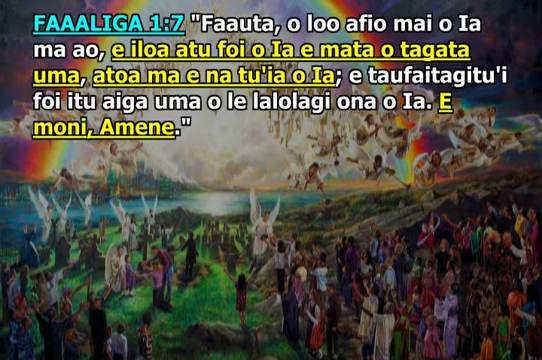 FAAALIGA 1:7 "Faauta, o loo afio mai o Ia
ma ao, e iloa atu foi o Ia e mata o tagata
uma, atoa ma e na tu'ia o Ia; e taufaitagitu'i
foi itu aiga uma o le lalolagi ona o Ia. E
moni, Amene."